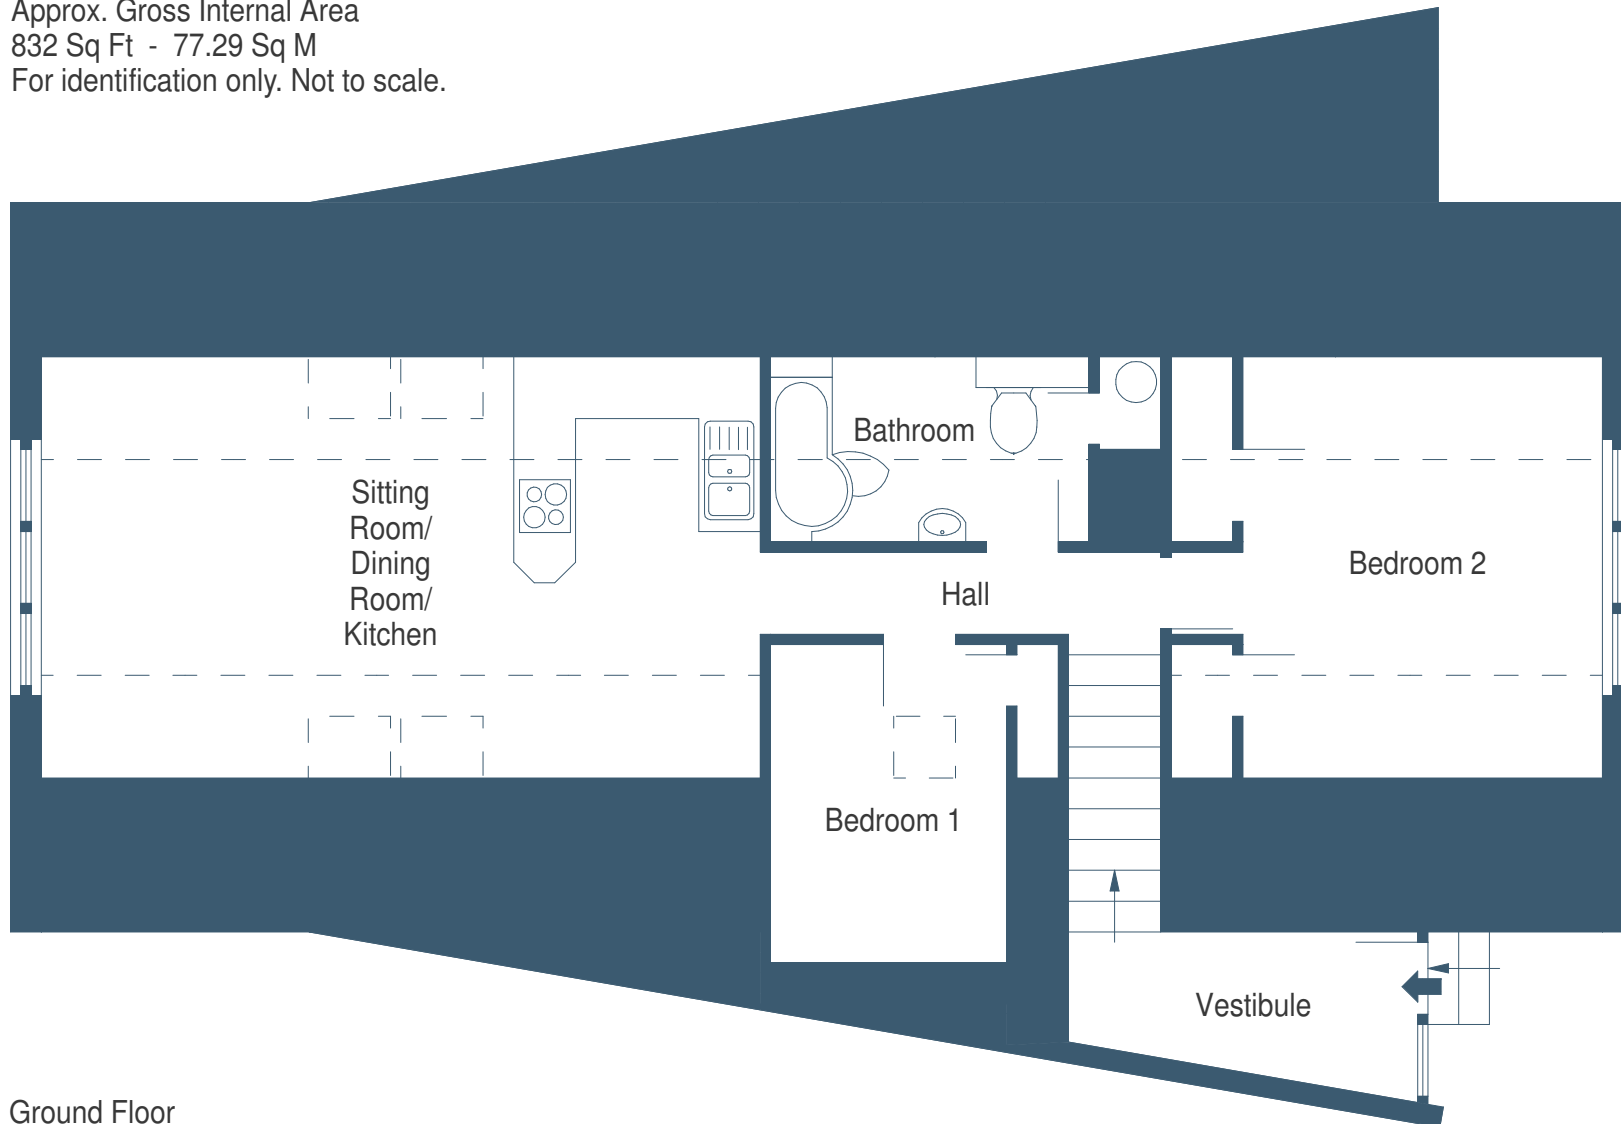 Approx. Gross Internal Area
832 Sq Ft - 77.29 Sq M
For identification only. Not to scale.
Bathroom
Sitting
Room/
Dining
Room/
Kitchen
Bedroom 2
Hall
Bedroom 1
Vestibule
Ground Floor